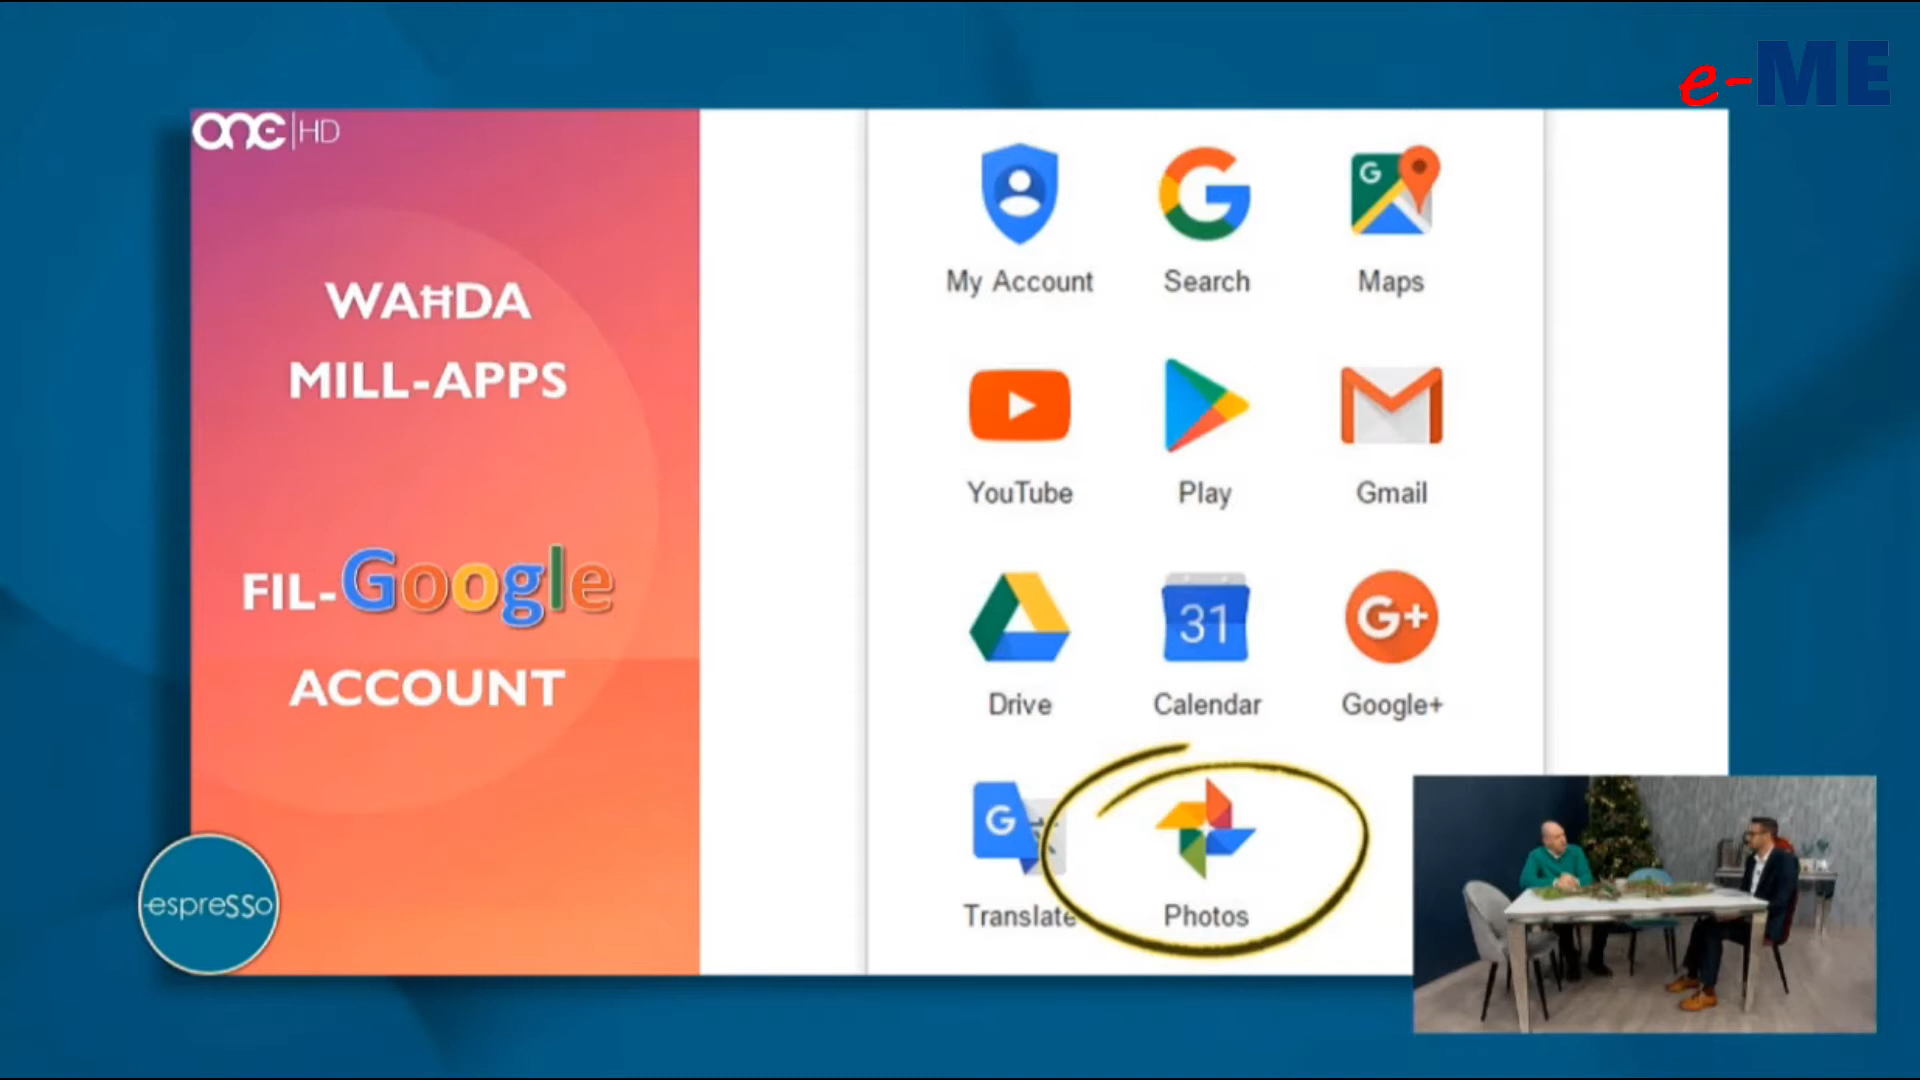 e-ME
one|HD
WAĦDA
MILL-APPS
FIL-Google
ACCOUNT
My Account Search Maps
G
YouTube Play Gmail
31 G+
Drive Calendar Google+
G
Translate Photos
espreSSo